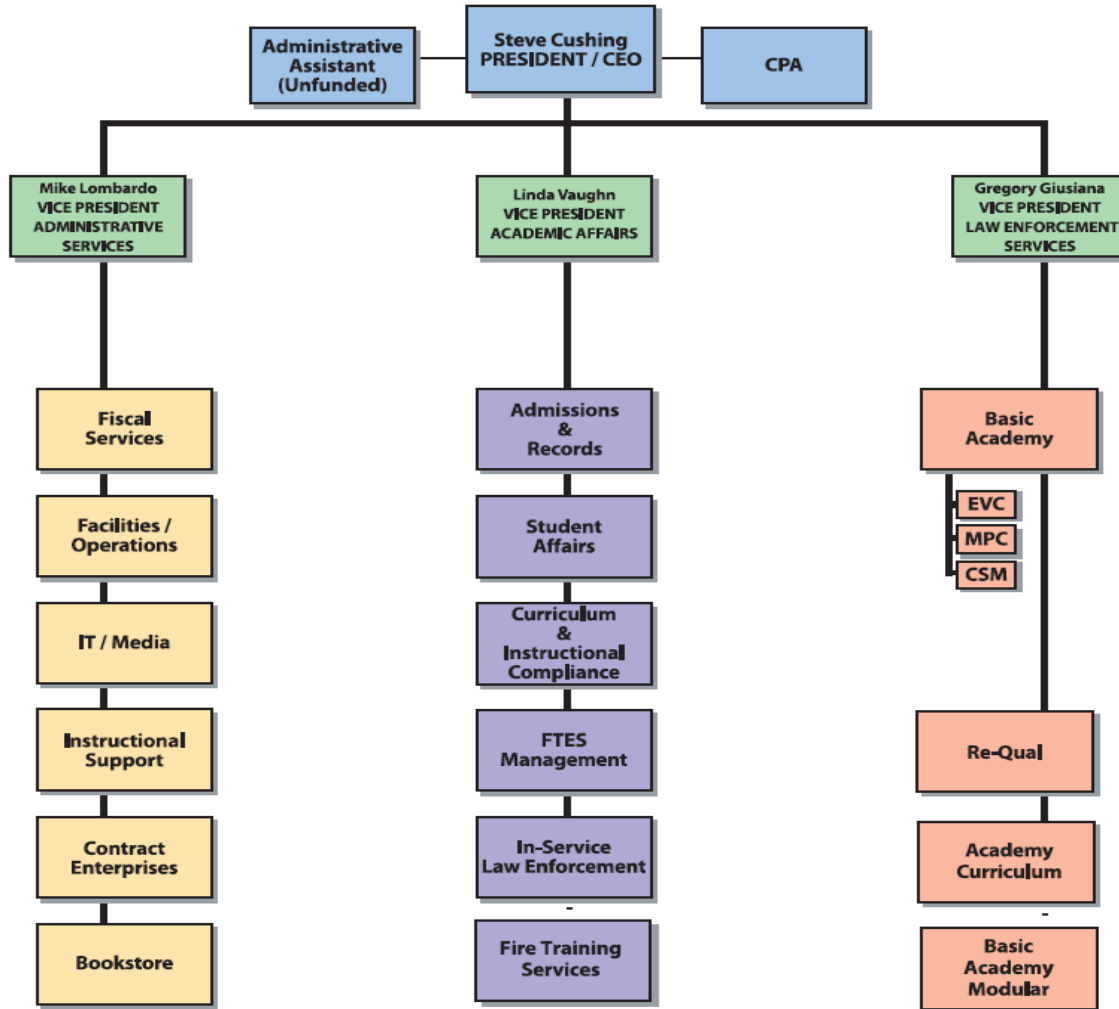 Administrative
Assistant
(Unfunded)
Steve Cushing
PRESIDENT / CEO
CPA
Mike Lombardo
VICE PRESIDENT
ADMINISTRATIVE
SERVICES
Linda Vaughn
VICE PRESIDENT
ACADEMIC AFFAIRS
Gregory Giusiana
VICE PRESIDENT
LAW ENFORCEMENT
SERVICES
Fiscal
Services
Facilities /
Operations
IT / Media
Instructional
Support
Contract
Enterprises
Bookstore
Admissions
&
Records
Student
Affairs
Curriculum
&
Instructional
Compliance
FTES
Management
In-Service
Law Enforcement
-
Fire Training
Services
Basic
Academy
EVC
MPC
CSM
Re-Qual
Academy
Curriculum
-
Basic
Academy
Modular